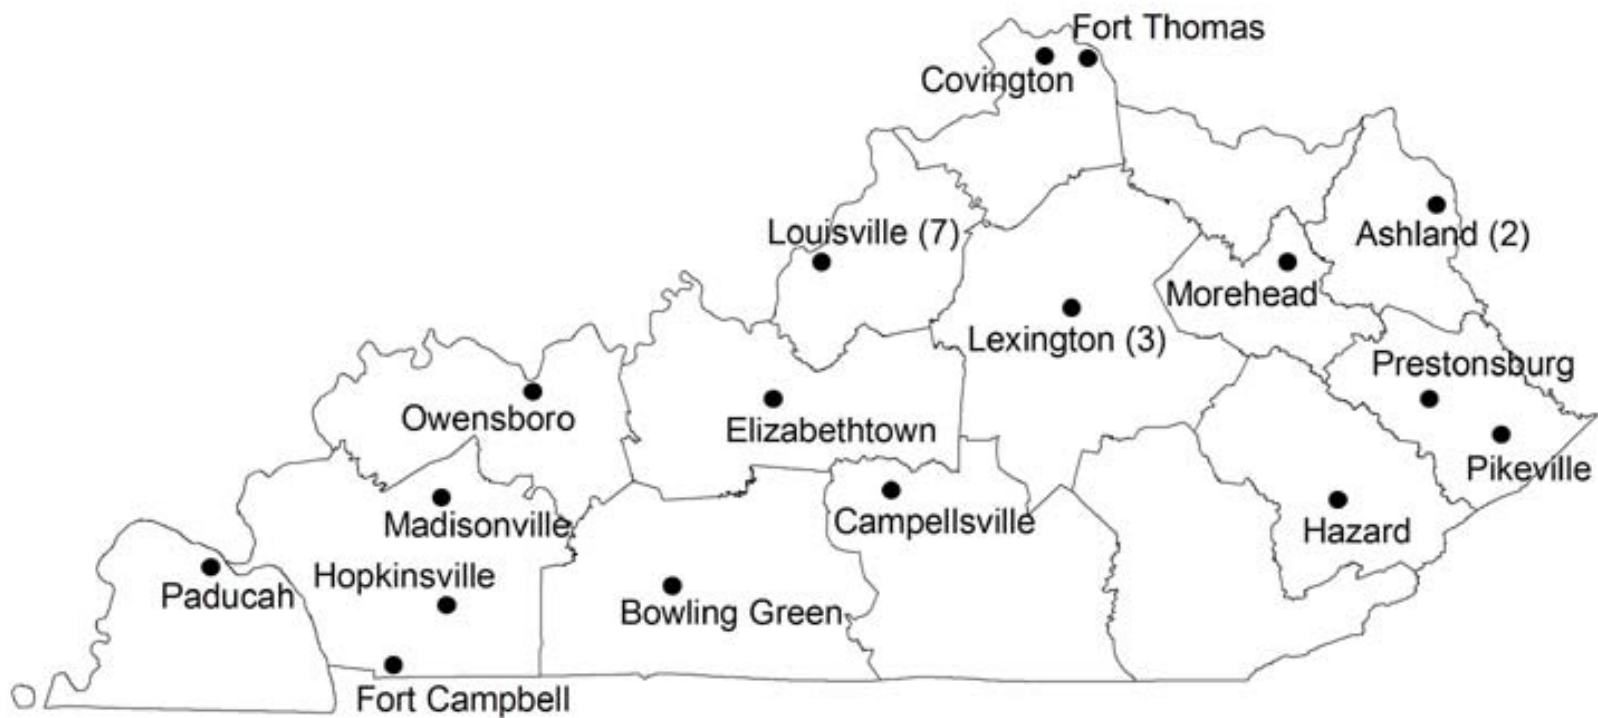 Fort Thomas
Covington
Louisville (7)
Ashland (2)
Morehead
Lexington (3)
Prestonsburg
Owensboro
Elizabethtown
Pikeville
Madisonville
Campellsville
Hazard
Hopkinsville
Paducah
Bowling Green
Fort Campbell